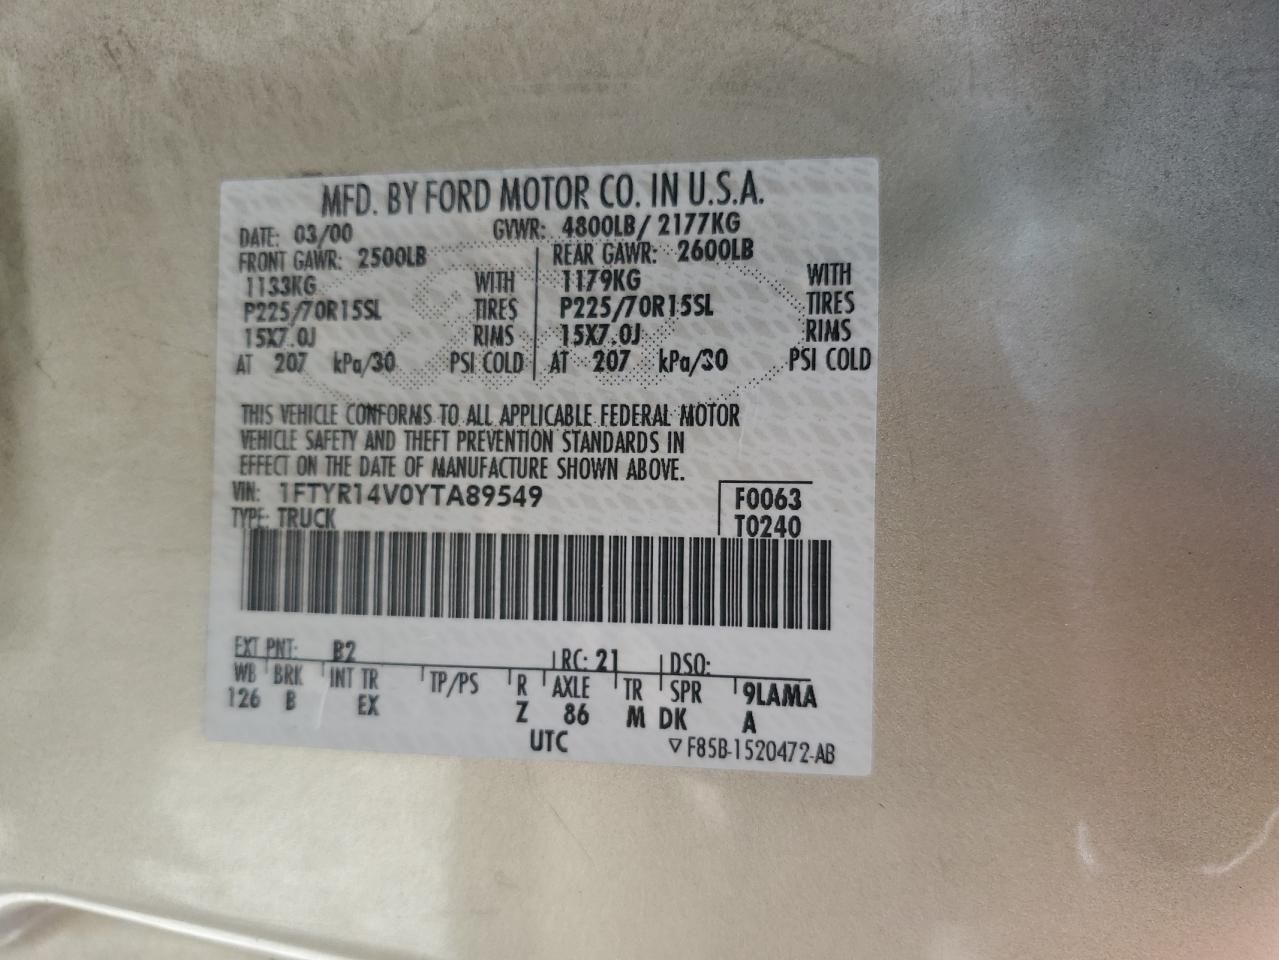 MFD. BY FORD MOTOR CO. IN U.S.A.
DATE: 03/00 GVWR: 4800LB/ 2177KG
FRONT GAWR: 2500LB REAR GAWR: 2600LB
1133KG WITH 1179KG WITH
P225/70R15SL TIRES P225/70R15SL TIRES
15X7.0J RIMS 15X7.0J RIMS
AT 207 kPa/30 PSI COLD AT 207 kPa/30 PSI COLD
THIS VEHICLE CONFORMS TO ALL APPLICABLE FEDERAL MOTOR
VEHICLE SAFETY AND THEFT PREVENTION STANDARDS IN
EFFECT ON THE DATE OF MANUFACTURE SHOWN ABOVE.
VIN: 1FTYR14V0YTA89549 F0063
TYPE: TRUCK T0240
EXT PNT: B2 RC: 21 DSO:
WB BRK INT TR TP/PS R AXLE TR SPR 9LAMA
126 B EX Z 86 M DK A
UTC ▽ F85B-1520472-AB